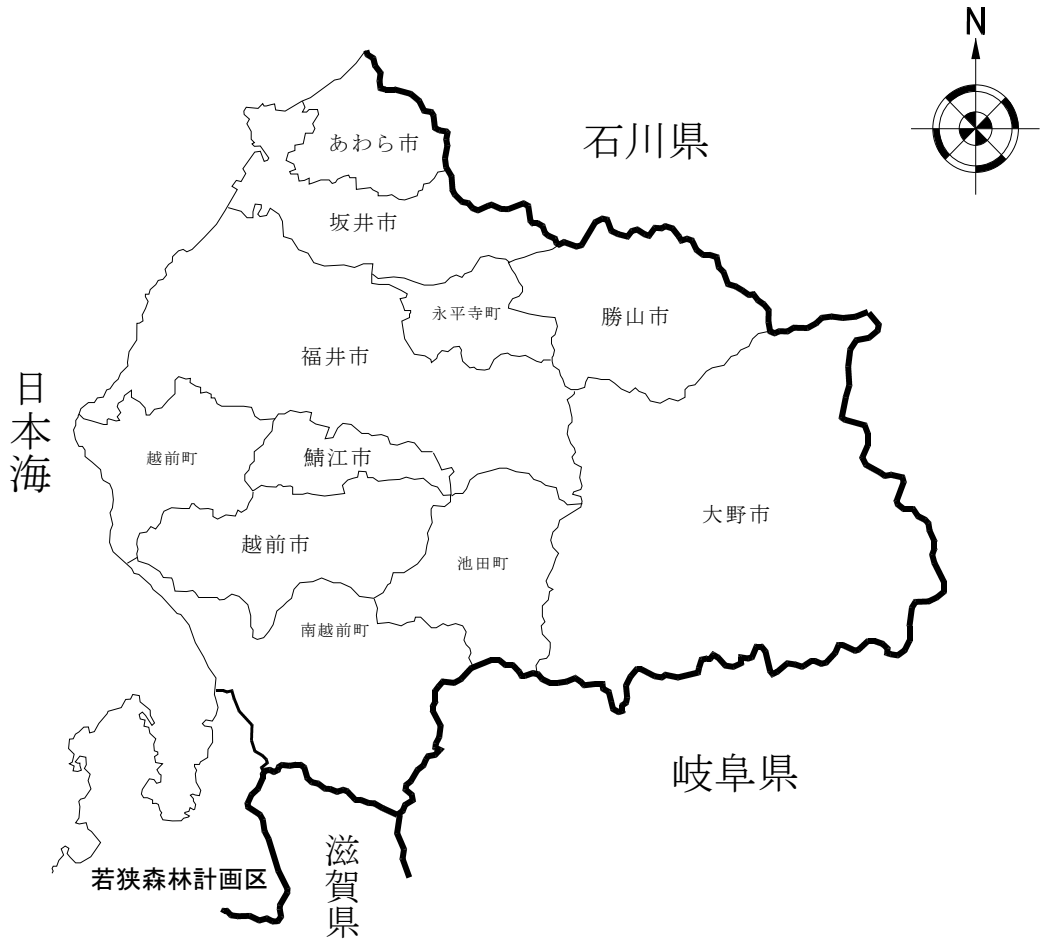 N
石川県
あわら市
坂井市
永平寺町
勝山市
福井市
日本海
越前町
鯖江市
大野市
越前市
池田町
南越前町
岐阜県
滋賀県
若狭森林計画区